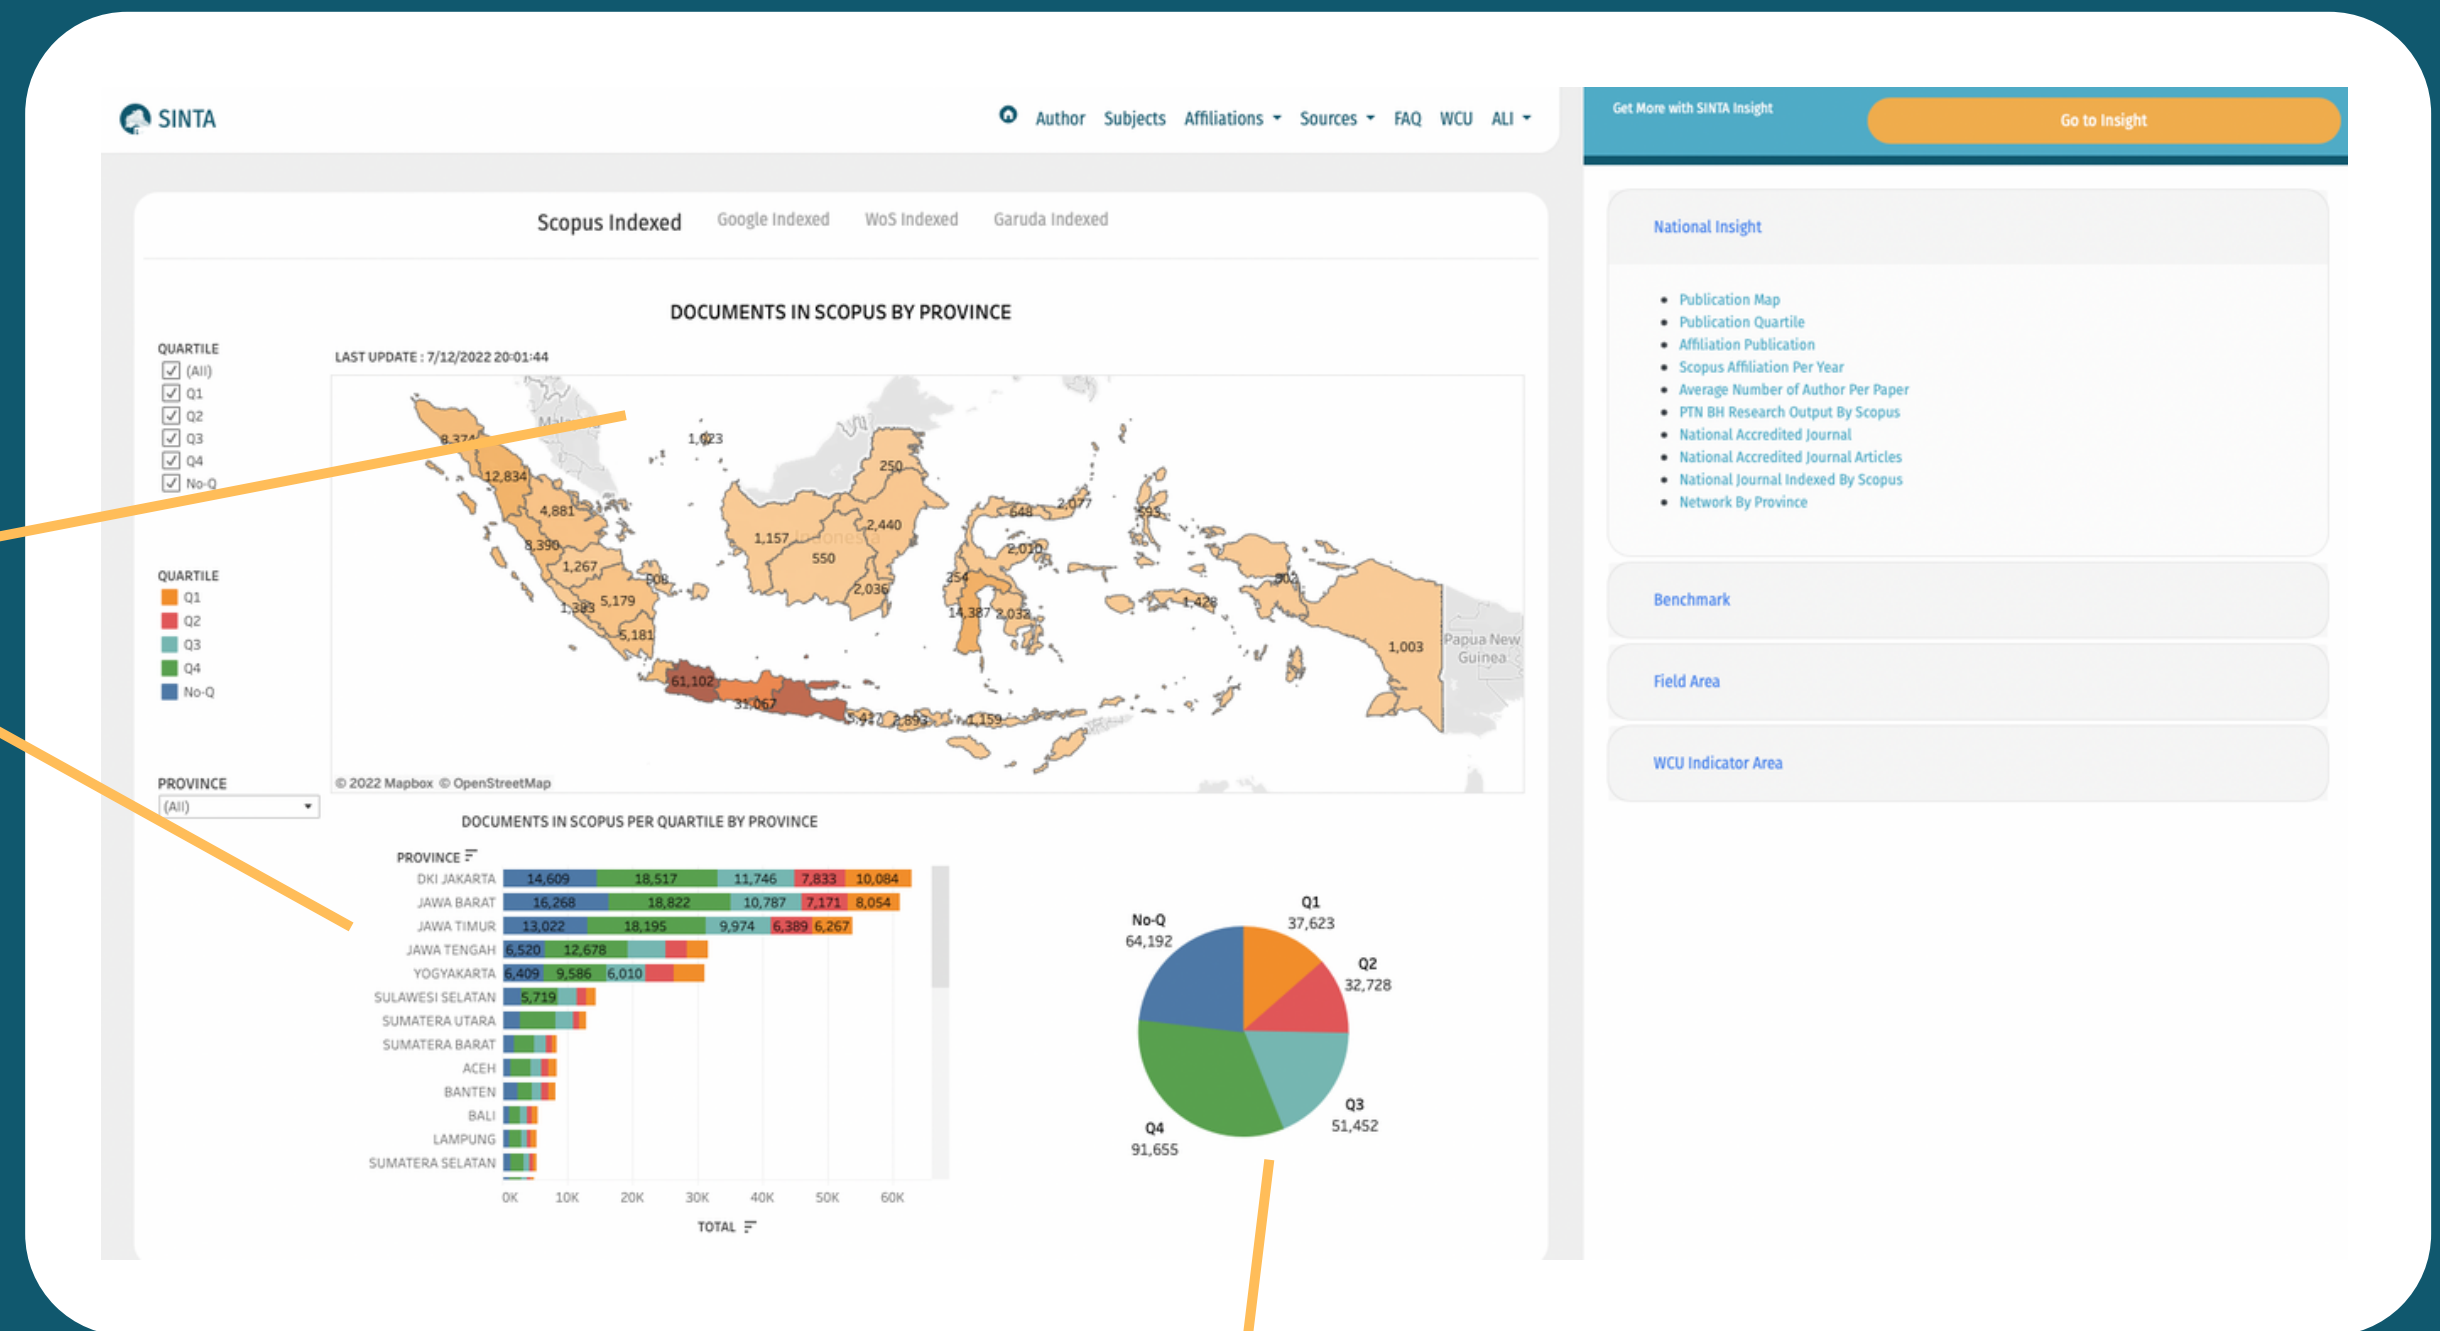 SINTA
Author Subjects Affiliations Sources FAQ WCU ALI
Get More with SINTA Insight
Go to Insight
Scopus Indexed Google Indexed WoS Indexed Garuda Indexed
DOCUMENTS IN SCOPUS BY PROVINCE
QUARTILE
(All)
Q1
Q2
Q3
Q4
No-Q
LAST UPDATE : 7/12/2022 20:01:44
8,374
1,023
12,834
250
4,881
2,077
648
593
2,440
8,390
1,157
Indonesia
2,010
550
1,267
508
254
2,036
5,179
1,383
1,428
14,387
2,032
5,181
1,003
Papua New
Guinea
61,102
31,067
2,893
1,159
QUARTILE
Q1
Q2
Q3
Q4
No-Q
PROVINCE
(All)
© 2022 Mapbox © OpenStreetMap
DOCUMENTS IN SCOPUS PER QUARTILE BY PROVINCE
PROVINCE
DKI JAKARTA 14,609 18,517 11,746 7,833 10,084
JAWA BARAT 16,268 18,822 10,787 7,171 8,054
JAWA TIMUR 13,022 18,195 9,974 6,389 6,267
JAWA TENGAH 6,520 12,678
YOGYAKARTA 6,409 9,586 6,010
SULAWESI SELATAN 5,719
SUMATERA UTARA
SUMATERA BARAT
ACEH
BANTEN
BALI
LAMPUNG
SUMATERA SELATAN
0K 10K 20K 30K 40K 50K 60K
TOTAL
Q1
37,623
No-Q
64,192
Q2
32,728
Q3
51,452
Q4
91,655
National Insight
Publication Map
Publication Quartile
Affiliation Publication
Scopus Affiliation Per Year
Average Number of Author Per Paper
PTN BH Research Output By Scopus
National Accredited Journal
National Accredited Journal Articles
National Journal Indexed By Scopus
Network By Province
Benchmark
Field Area
WCU Indicator Area